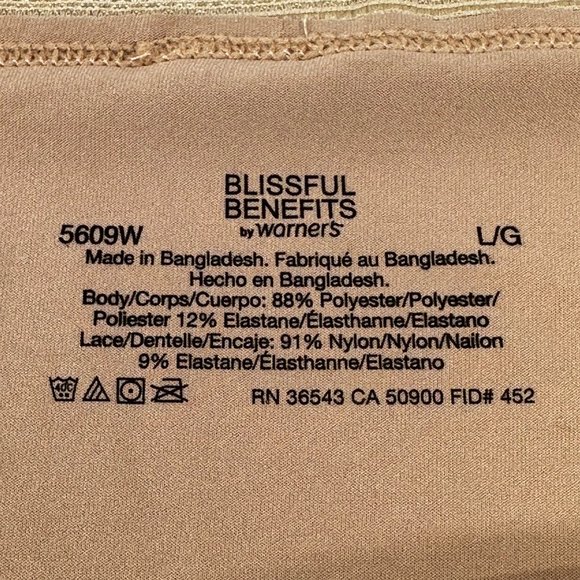 BLISSFUL
BENEFITS
by warner's
5609W L/G
Made in Bangladesh. Fabriqué au Bangladesh.
Hecho en Bangladesh.
Body/Corps/Cuerpo: 88% Polyester/Polyester/
Poliester 12% Elastane/Élasthanne/Elastano
Lace/Dentelle/Encaje: 91% Nylon/Nylon/Nailon
9% Elastane/Élasthanne/Elastano
40C
RN 36543 CA 50900 FID# 452